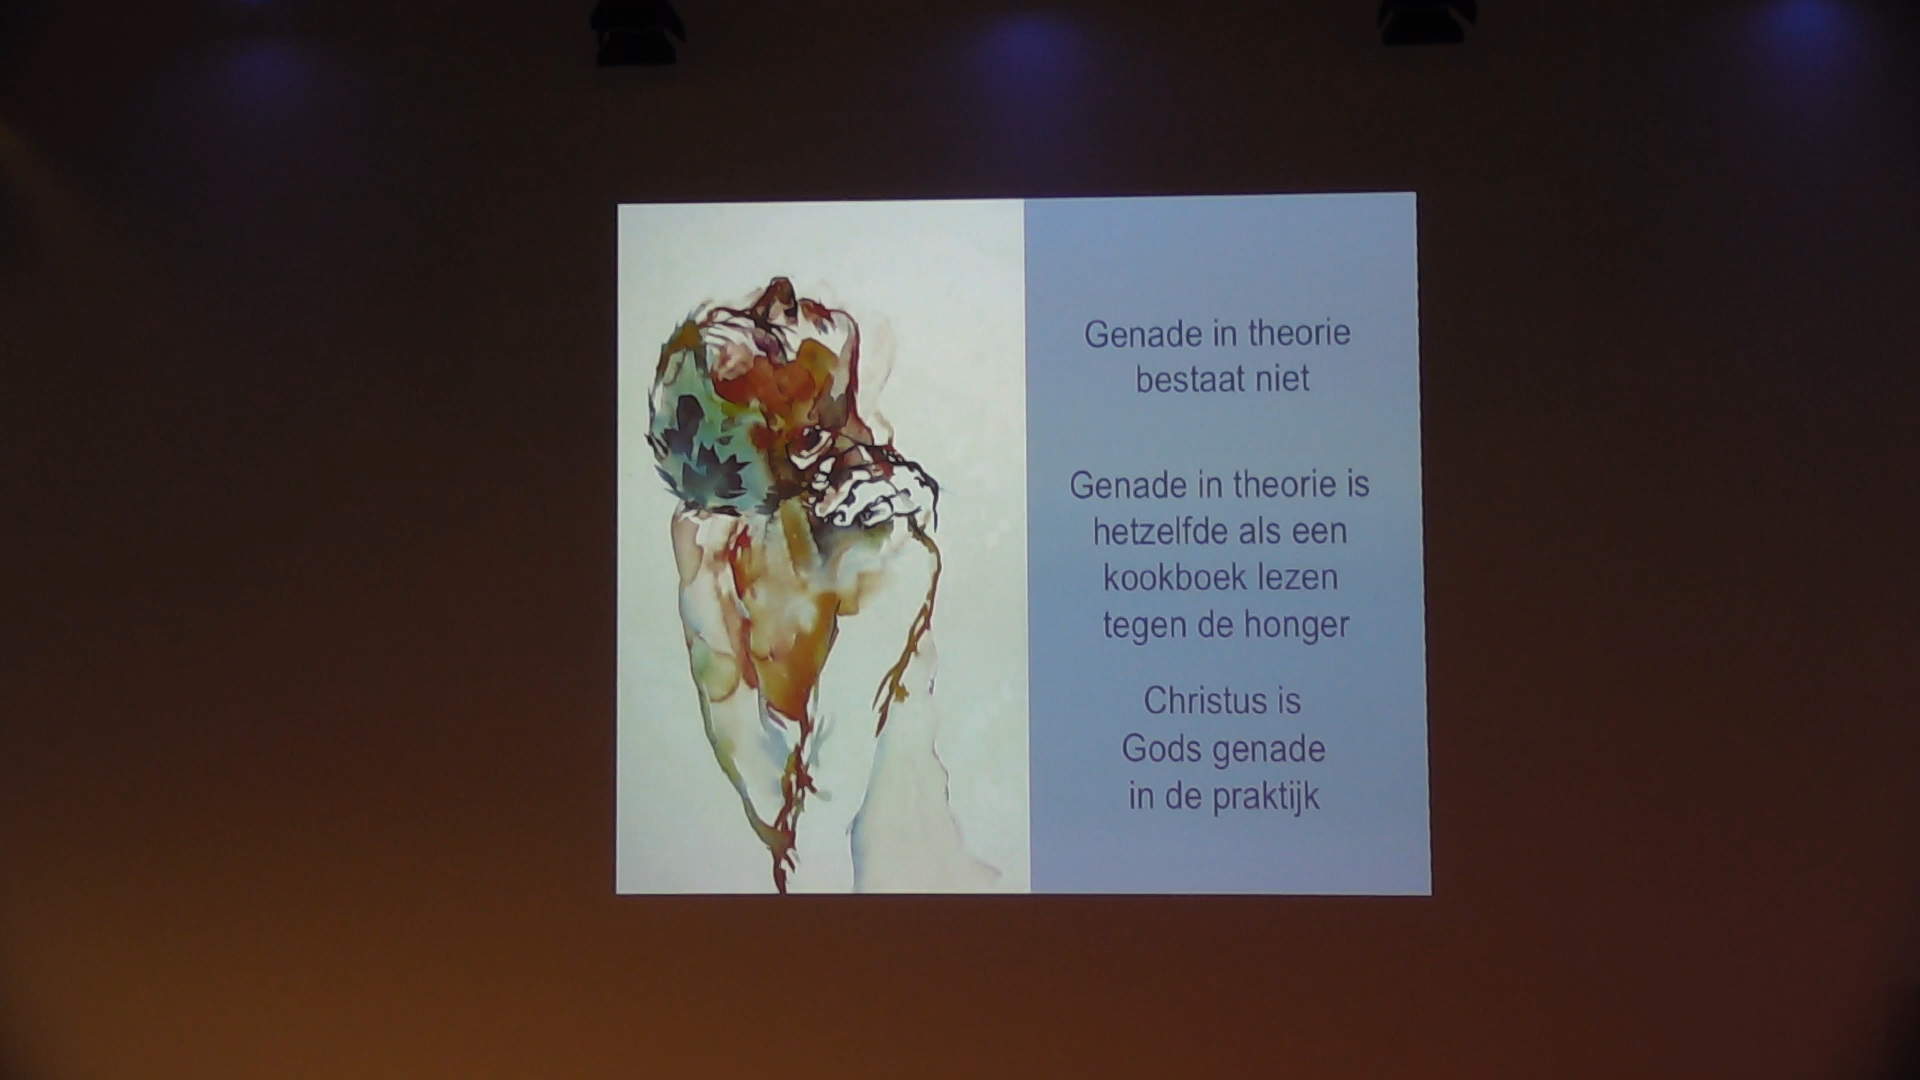 Genade in theorie
bestaat niet
Genade in theorie is
hetzelfde als een
kookboek lezen
tegen de honger
Christus is
Gods genade
in de praktijk